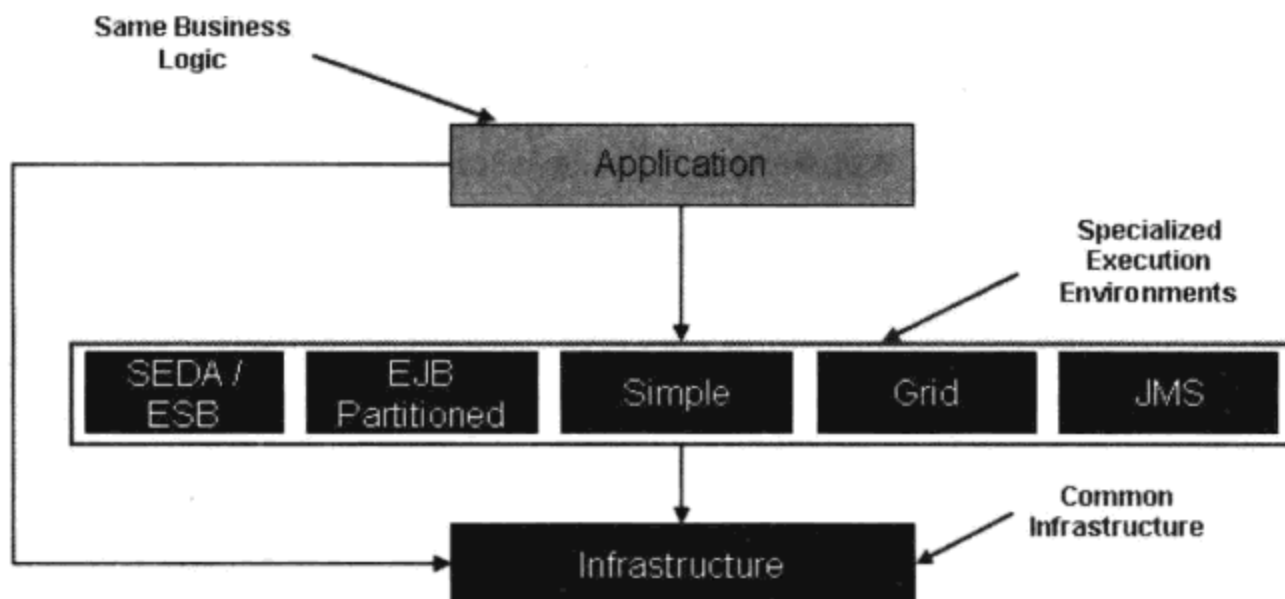 Same Business
Logic
Application
Specialized
Execution
Environments
SEDA /
ESB
EJB
Partitioned
Simple
Grid
JMS
Common
Infrastructure
Infrastructure